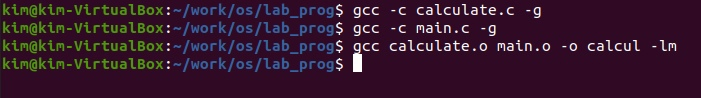 kim@kim-VirtualBox:~/work/os/lab_prog$ gcc -c calculate.c -g
kim@kim-VirtualBox:~/work/os/lab_prog$ gcc -c main.c -g
kim@kim-VirtualBox:~/work/os/lab_prog$ gcc calculate.o main.o -o calcul -lm
kim@kim-VirtualBox:~/work/os/lab_prog$